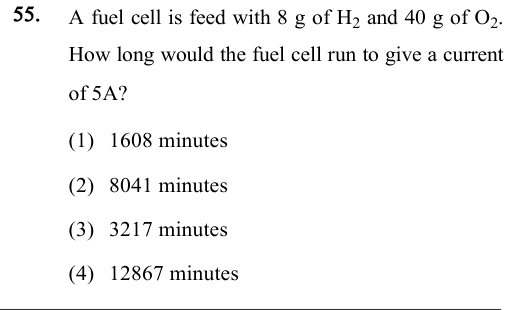 55. A fuel cell is feed with 8 g of H₂ and 40 g of O₂.
How long would the fuel cell run to give a current
of 5A?
(1) 1608 minutes
(2) 8041 minutes
(3) 3217 minutes
(4) 12867 minutes